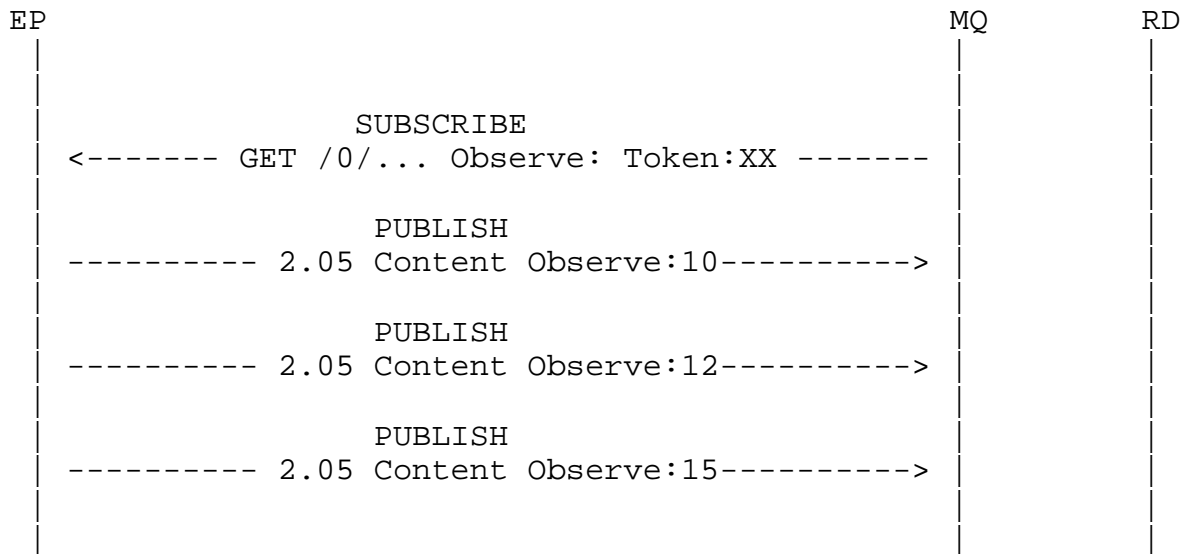 EP MQ RD
SUBSCRIBE
<------- GET /0/... Observe: Token:XX -------
PUBLISH
---------- 2.05 Content Observe:10---------->
PUBLISH
---------- 2.05 Content Observe:12---------->
PUBLISH
---------- 2.05 Content Observe:15---------->